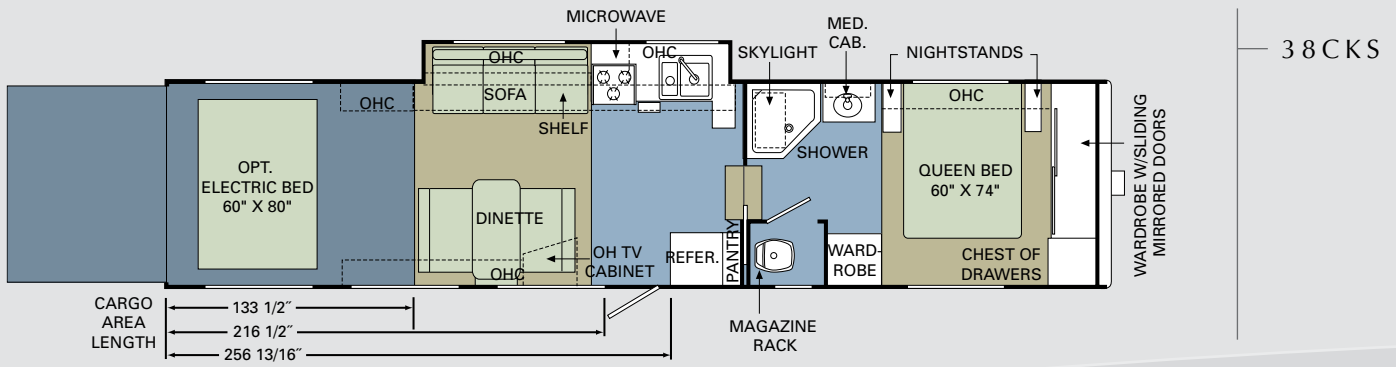 MICROWAVE
MED.
CAB.
SKYLIGHT
NIGHTSTANDS
38CKS
OHC
OHC
OHC
OHC
SOFA
SHELF
SHOWER
OPT.
ELECTRIC BED
60" X 80"
QUEEN BED
60" X 74"
WARDROBE W/SLIDING
MIRRORED DOORS
DINETTE
OH TV
CABINET
OHC
REFER.
PANTRY
WARD-
ROBE
CHEST OF
DRAWERS
MAGAZINE
RACK
CARGO
AREA
LENGTH
133 1/2˝
216 1/2˝
256 13/16˝